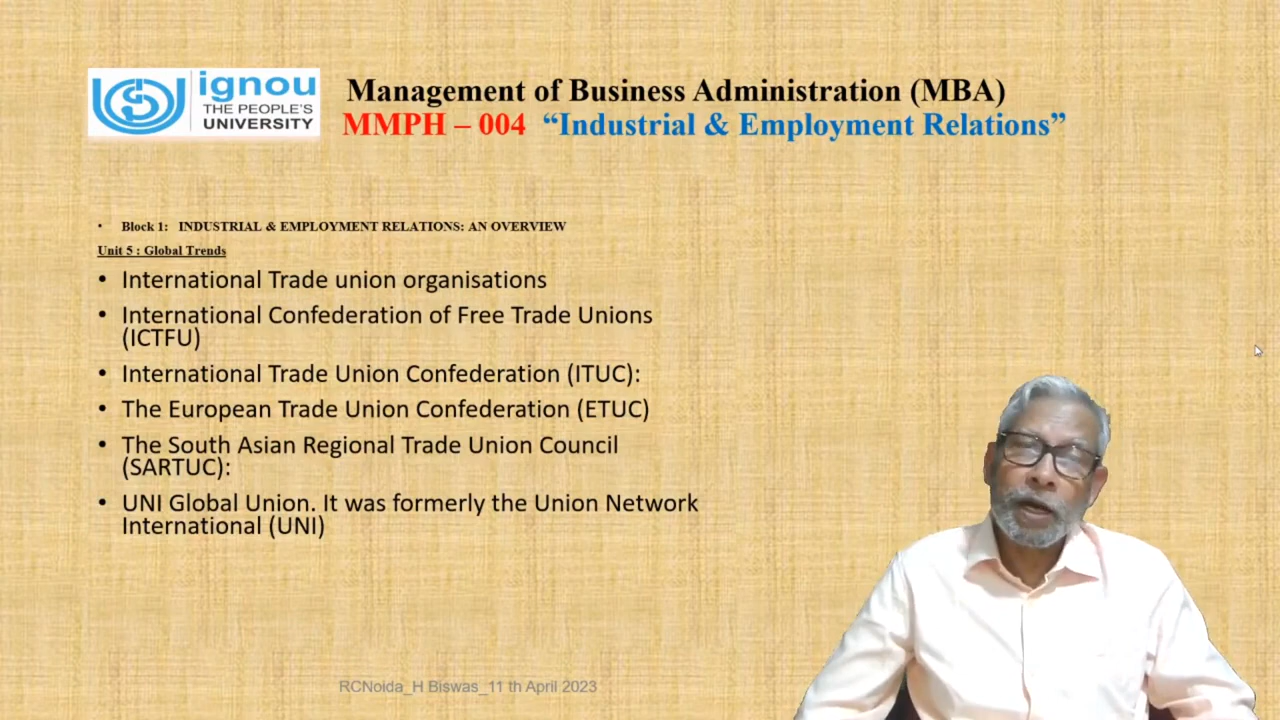 ignou
THE PEOPLE'S
UNIVERSITY
Management of Business Administration (MBA)
MMPH – 004 “Industrial & Employment Relations”
• Block 1: INDUSTRIAL & EMPLOYMENT RELATIONS: AN OVERVIEW
Unit 5 : Global Trends
• International Trade union organisations
• International Confederation of Free Trade Unions
(ICTFU)
• International Trade Union Confederation (ITUC):
• The European Trade Union Confederation (ETUC)
• The South Asian Regional Trade Union Council
(SARTUC):
• UNI Global Union. It was formerly the Union Network
International (UNI)
RCNoida_H Biswas_11 th April 2023